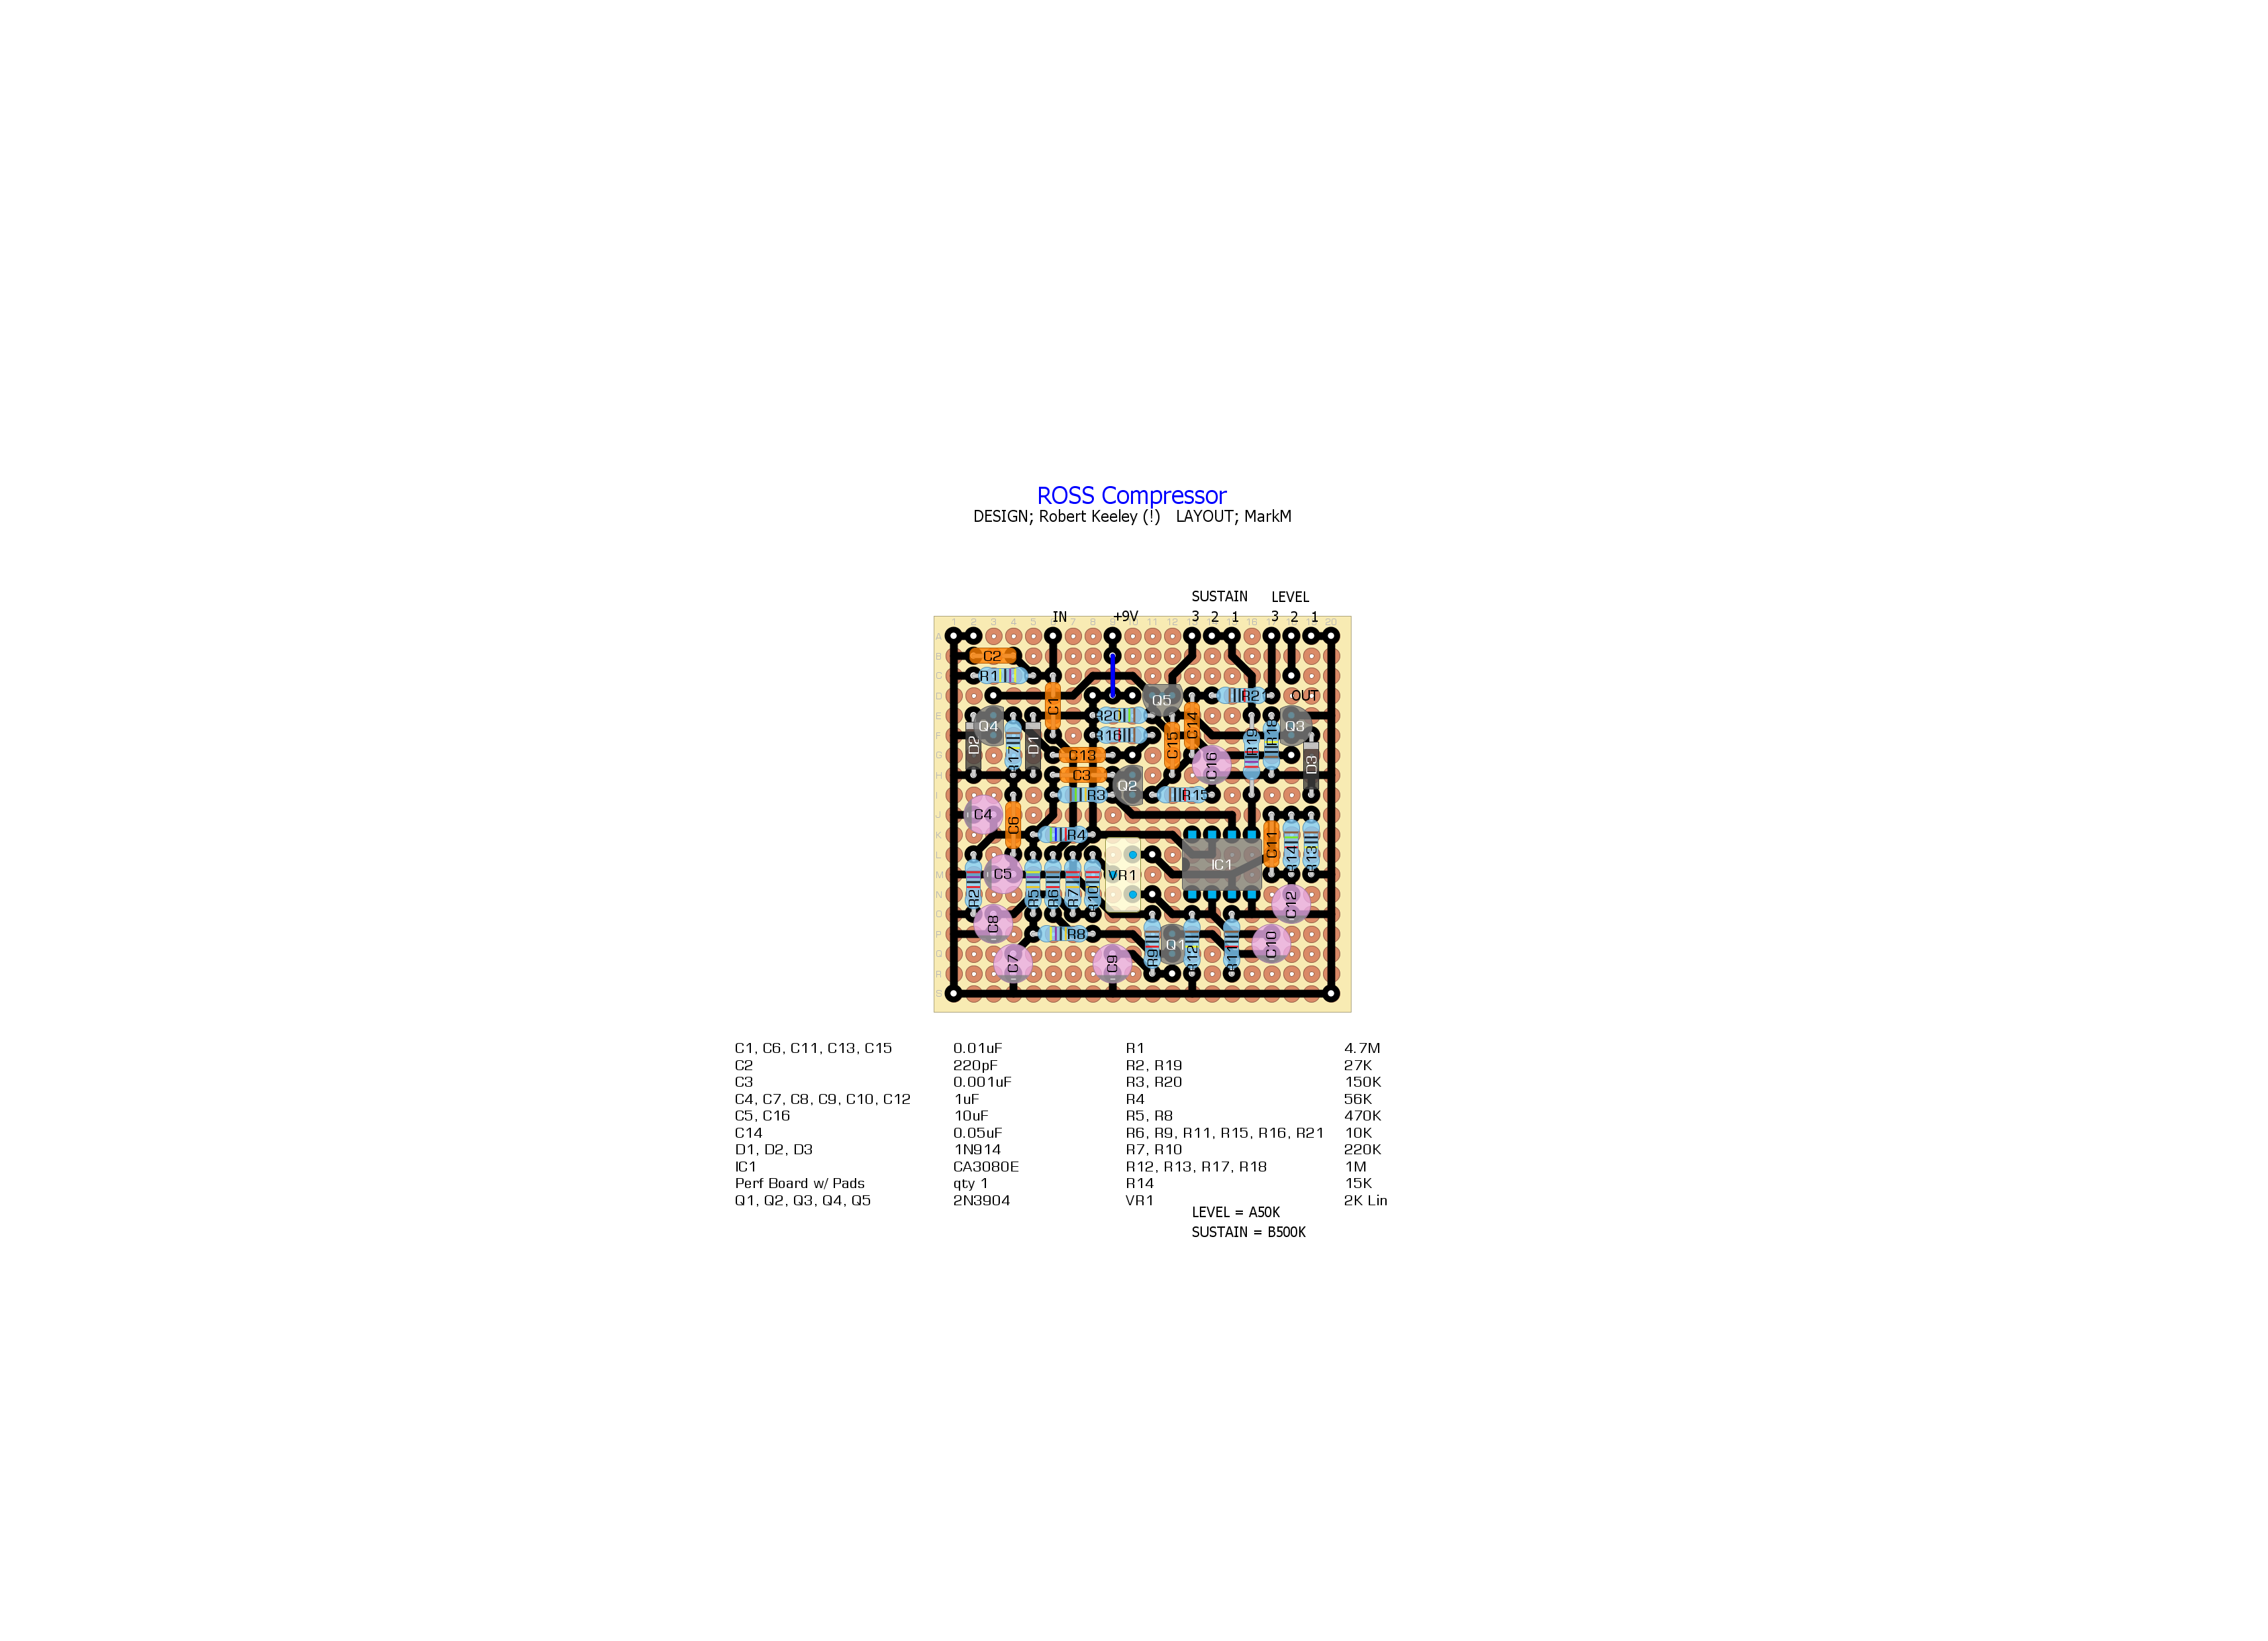 ROSS Compressor
DESIGN; Robert Keeley (!) LAYOUT; MarkM
SUSTAIN LEVEL
IN +9V 3 2 1 3 2 1
C2
R1
C1 Q5 R21 OUT
Q4 R20 C14 Q3
D2 R17 D1 R16 C15 R19 R18
C13 C16 D3
C3 Q2
R3 R15
C4 C6
R4 C11 R14 R13
C5 VR1 IC1
R2 R5 R6 R7 R10 C12
C8 R8 R9 Q1 R12 R11 C10
C7 C9
C1, C6, C11, C13, C15 0.01uF R1 4.7M
C2 220pF R2, R19 27K
C3 0.001uF R3, R20 150K
C4, C7, C8, C9, C10, C12 1uF R4 56K
C5, C16 10uF R5, R8 470K
C14 0.05uF R6, R9, R11, R15, R16, R21 10K
D1, D2, D3 1N914 R7, R10 220K
IC1 CA3080E R12, R13, R17, R18 1M
Perf Board w/ Pads qty 1 R14 15K
Q1, Q2, Q3, Q4, Q5 2N3904 VR1 2K Lin
LEVEL = A50K
SUSTAIN = B500K